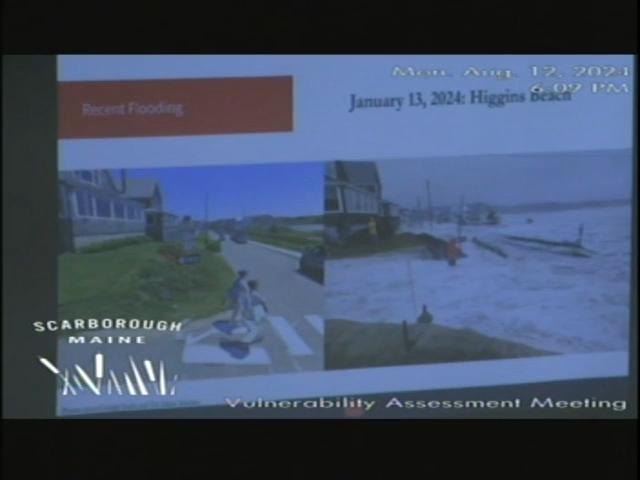 Mon. Aug. 12, 2024
6:09 PM
Recent Flooding
January 13, 2024: Higgins Beach
SCARBOROUGH
MAINE
Vulnerability Assessment Meeting